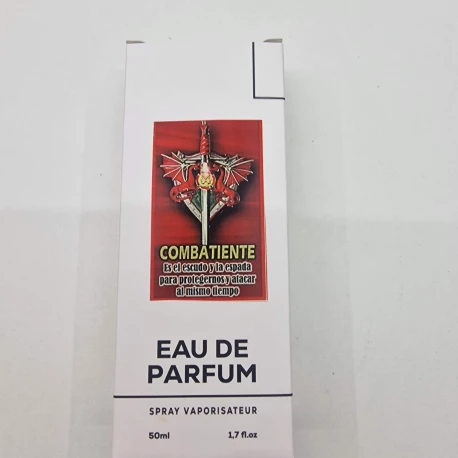 COMBATIENTE
Es el escudo y la espada
para protegernos y atacar
al mismo tiempo
EAU DE
PARFUM
SPRAY VAPORISATEUR
50ml 1,7 fl.oz